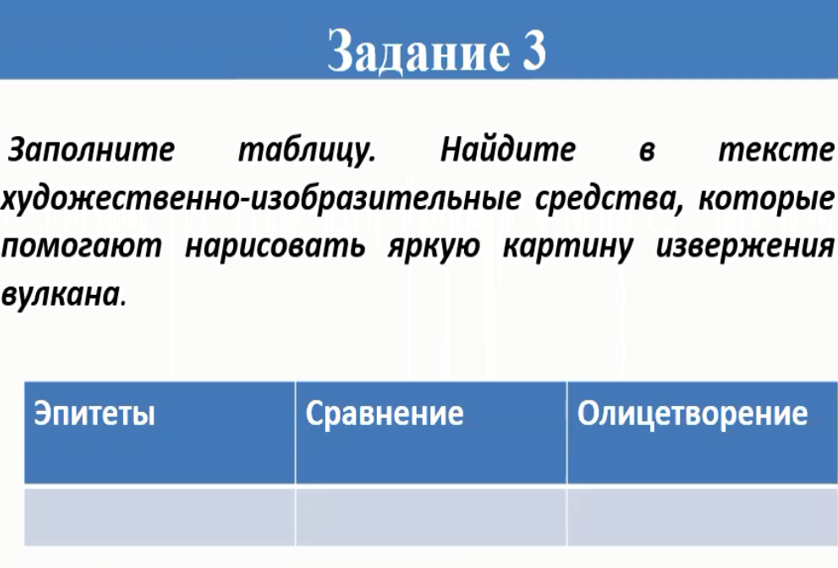 Задание 3
Заполните таблицу. Найдите в тексте
художественно-изобразительные средства, которые
помогают нарисовать яркую картину извержения
вулкана.
Эпитеты Сравнение Олицетворение